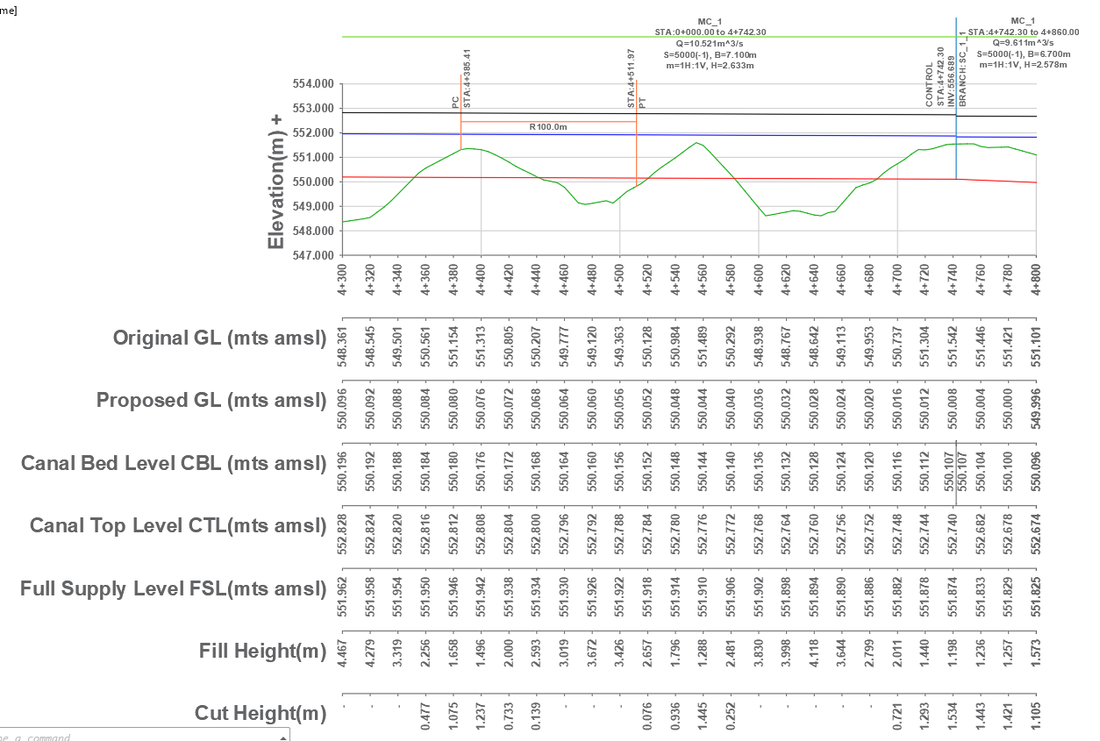 me]
MC_1
STA:0+000.00 to 4+742.30
Q=10.521m^3/s
S=5000(-1), B=7.100m
m=1H:1V, H=2.633m
MC_1
STA:4+742.30 to 4+860.00
Q=9.611m^3/s
S=5000(-1), B=6.700m
m=1H:1V, H=2.578m
PC
STA:4+385.41
STA:4+511.97
PT
CONTROL
STA:4+742.30
INV:556.689
BRANCH:SC_1_1
R100.0m
Elevation(m) +
554.000
553.000
552.000
551.000
550.000
549.000
548.000
547.000
4+300 4+320 4+340 4+360 4+380 4+400 4+420 4+440 4+460 4+480 4+500 4+520 4+540 4+560 4+580 4+600 4+620 4+640 4+660 4+680 4+700 4+720 4+740 4+760 4+780 4+800
Original GL (mts amsl) 548.361 548.545 549.501 550.561 551.154 551.313 550.805 550.207 549.777 549.120 549.363 550.128 550.984 551.489 550.292 548.938 548.767 548.642 549.113 549.953 550.737 551.304 551.542 551.446 551.421 551.101
Proposed GL (mts amsl) 550.096 550.092 550.088 550.084 550.080 550.076 550.072 550.068 550.064 550.060 550.056 550.052 550.048 550.044 550.040 550.036 550.032 550.028 550.024 550.020 550.016 550.012 550.008 550.004 550.000 549.996
Canal Bed Level CBL (mts amsl) 550.196 550.192 550.188 550.184 550.180 550.176 550.172 550.168 550.164 550.160 550.156 550.152 550.148 550.144 550.140 550.136 550.132 550.128 550.124 550.120 550.116 550.112 550.107 550.107 550.104 550.100 550.096
Canal Top Level CTL(mts amsl) 552.828 552.824 552.820 552.816 552.812 552.808 552.804 552.800 552.796 552.792 552.788 552.784 552.780 552.776 552.772 552.768 552.764 552.760 552.756 552.752 552.748 552.744 552.740 552.682 552.678 552.674
Full Supply Level FSL(mts amsl) 551.962 551.958 551.954 551.950 551.946 551.942 551.938 551.934 551.930 551.926 551.922 551.918 551.914 551.910 551.906 551.902 551.898 551.894 551.890 551.886 551.882 551.878 551.874 551.833 551.829 551.825
Fill Height(m) 4.467 4.279 3.319 2.256 1.658 1.496 2.000 2.593 3.019 3.672 3.426 2.657 1.796 1.288 2.481 3.830 3.998 4.118 3.644 2.799 2.011 1.440 1.198 1.236 1.257 1.573
Cut Height(m) - - - 0.477 1.075 1.237 0.733 0.139 - - - 0.076 0.936 1.445 0.252 - - - - - 0.721 1.293 1.534 1.443 1.421 1.105
pe a command